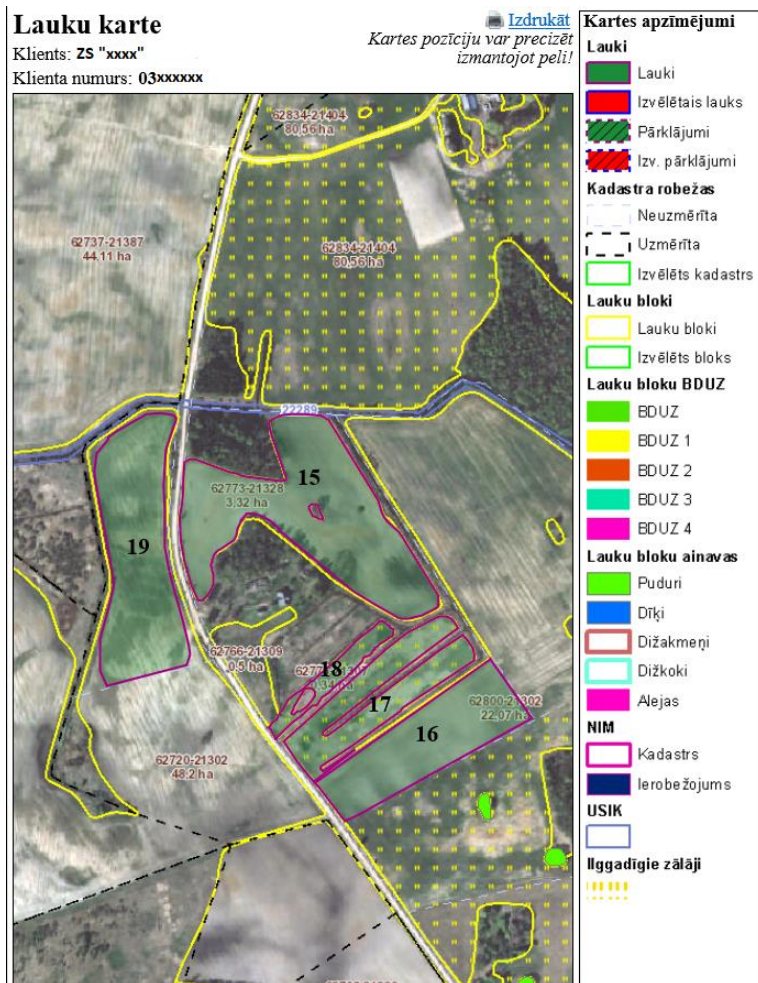 Lauku karte
Izdrukāt
Kartes pozīciju var precizēt
izmantojot peli!
Klients: ZS "xxxx"
Klienta numurs: 03xxxxxx
62834-21404
80,56 ha
62737-21387
44.11 ha
62834-21404
80,56 ha
22289
15
62773-21328
3,32 ha
19
62766-21309
0,5 ha
18
17
62800-21302
22,07 h
16
62720-21302
48.2 ha
Kartes apzīmējumi
Lauki
Lauki
Izvēlētais lauks
Pārklājumi
Izv. pārklājumi
Kadastra robežas
Neuzmērīta
Uzmērīta
Izvēlēts kadastrs
Lauku bloki
Lauku bloki
Izvēlēts bloks
Lauku bloku BDUZ
BDUZ
BDUZ 1
BDUZ 2
BDUZ 3
BDUZ 4
Lauku bloku ainavas
Puduri
Dīķi
Dižakmeņi
Dižkoki
Alejas
NIM
Kadastrs
Ierobežojums
USIK
Ilggadīgie zālāji